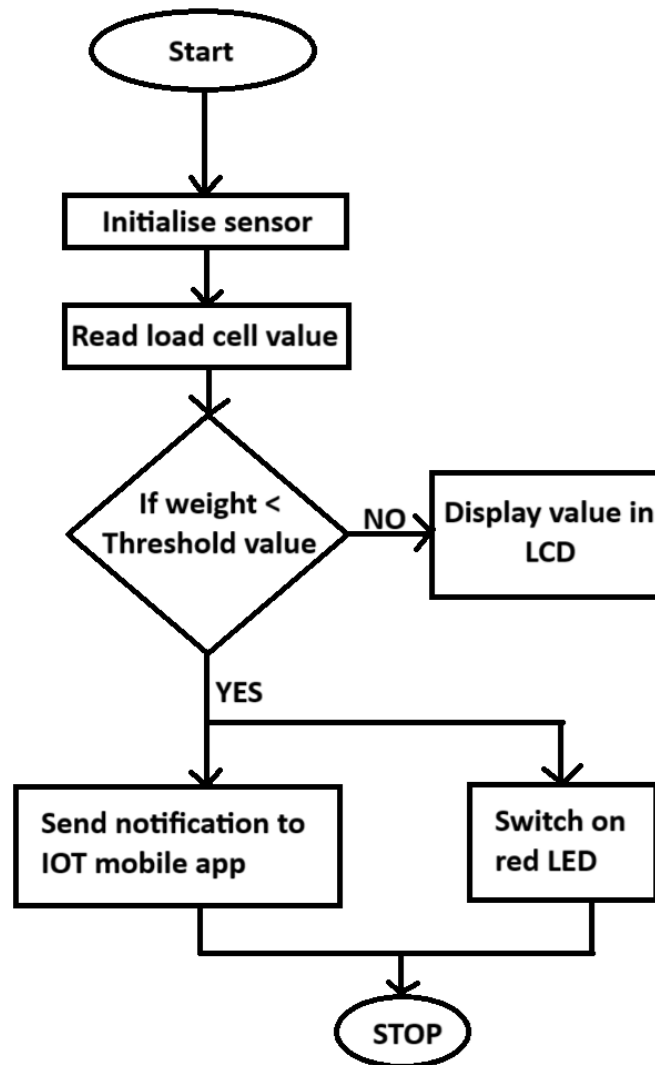 Start
Initialise sensor
Read load cell value
If weight <
Threshold value
NO
Display value in
LCD
YES
Send notification to
IOT mobile app
Switch on
red LED
STOP